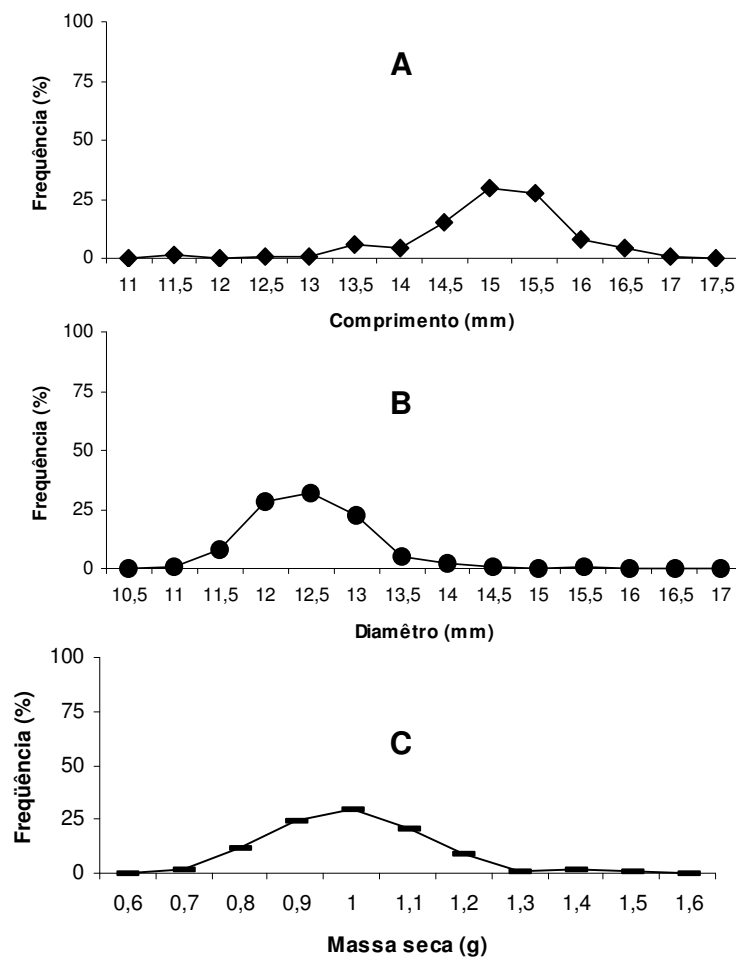 100
A
75
Frequência (%)
50
25
0
11 11,5 12 12,5 13 13,5 14 14,5 15 15,5 16 16,5 17 17,5
Comprimento (mm)
100
B
75
Frequência (%)
50
25
0
10,5 11 11,5 12 12,5 13 13,5 14 14,5 15 15,5 16 16,5 17
Diamêtro (mm)
100
75
C
Freqüência (%)
50
25
0
0,6 0,7 0,8 0,9 1 1,1 1,2 1,3 1,4 1,5 1,6
Massa seca (g)